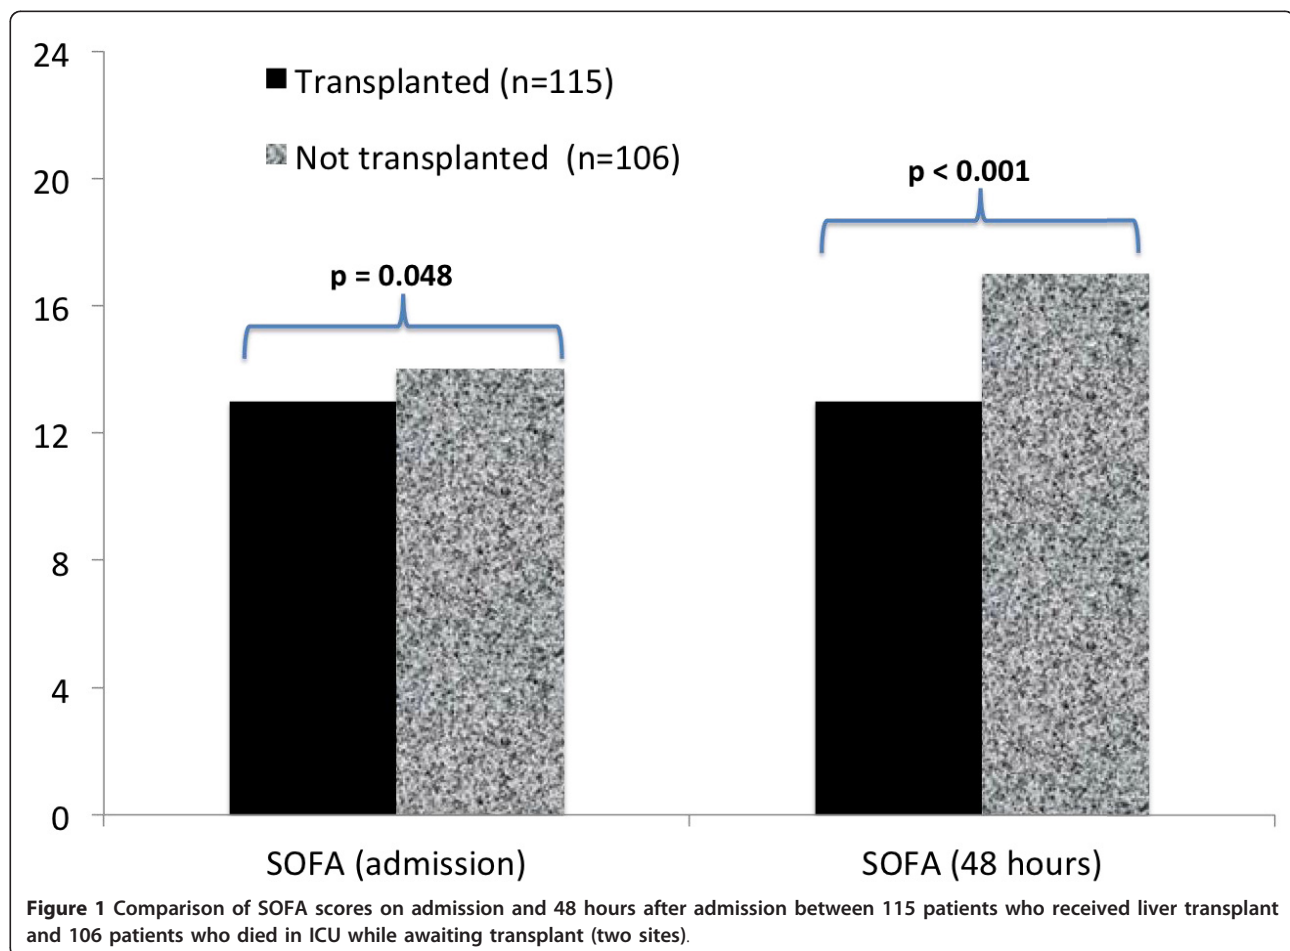 24
Transplanted (n=115)
Not transplanted (n=106)
20
p < 0.001
p = 0.048
16
12
8
4
0
SOFA (admission)
SOFA (48 hours)
Figure 1 Comparison of SOFA scores on admission and 48 hours after admission between 115 patients who received liver transplant
and 106 patients who died in ICU while awaiting transplant (two sites).